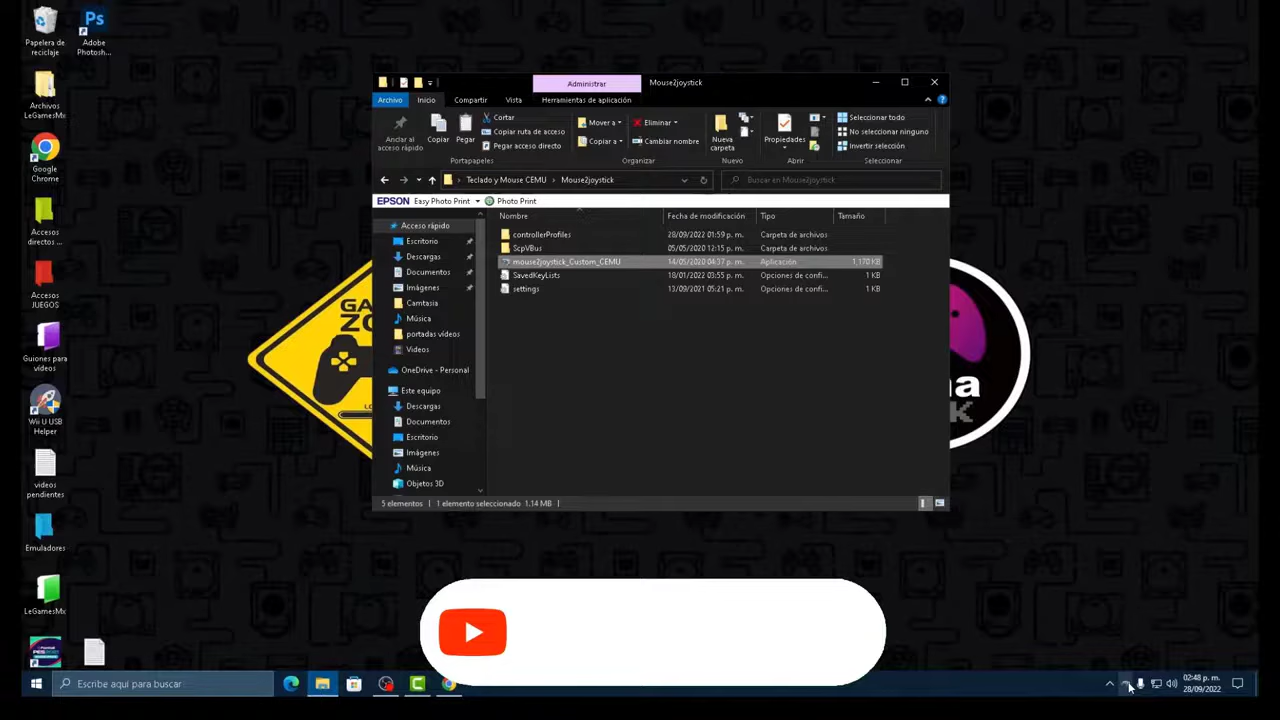 Papelera de
reciclaje
Adobe
Photosh...
Archivos
LeGamesMx
Google
Chrome
Accesos
directos ...
Accesos
JUEGOS
Guiones para
vídeos
Wii U USB
Helper
videos
pendientes
Emuladores
LeGamesMx
Administrar
Mouse2joystick
Archivo
Inicio
Compartir
Vista
Herramientas de aplicación
Anclar al
acceso rápido
Copiar
Pegar
Cortar
Copiar ruta de acceso
Pegar acceso directo
Portapapeles
Mover a
Copiar a
Eliminar
Cambiar nombre
Organizar
Nueva
carpeta
Nuevo
Propiedades
Abrir
Seleccionar todo
No seleccionar ninguno
Invertir selección
Seleccionar
Teclado y Mouse CEMU > Mouse2joystick
Buscar en Mouse2joystick
EPSON Easy Photo Print Photo Print
Acceso rápido
Escritorio
Descargas
Documentos
Imágenes
Camtasia
Música
portadas vídeos
Videos
OneDrive - Personal
Este equipo
Descargas
Documentos
Escritorio
Imágenes
Música
Objetos 3D
Nombre Fecha de modificación Tipo Tamaño
controllerProfiles 28/09/2022 01:59 p. m. Carpeta de archivos
ScpVBus 05/05/2020 12:15 p. m. Carpeta de archivos
mouse2joystick_Custom_CEMU 14/05/2020 04:37 p. m. Aplicación 1,170 KB
SavedKeyLists 18/01/2022 03:55 p. m. Opciones de confi... 1 KB
settings 13/09/2021 05:21 p. m. Opciones de confi... 1 KB
5 elementos 1 elemento seleccionado 1.14 MB
GA
ZO
LO
na
K
Escribe aquí para buscar
02:48 p. m.
28/09/2022